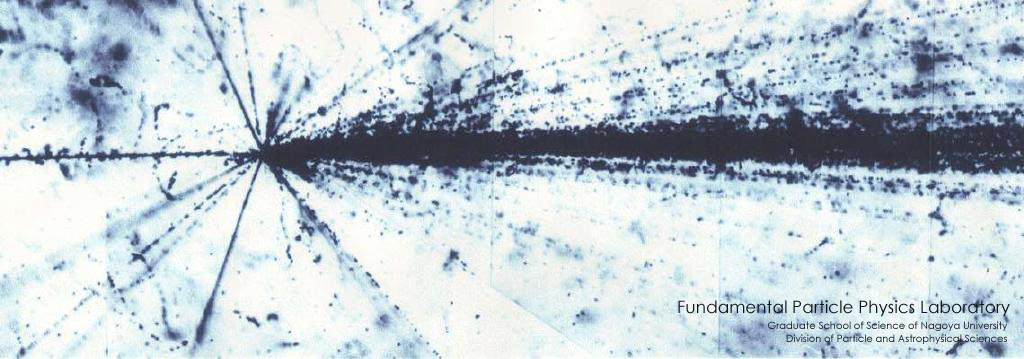 Fundamental Particle Physics Laboratory
Graduate School of Science of Nagoya University
Division of Particle and Astrophysical Sciences